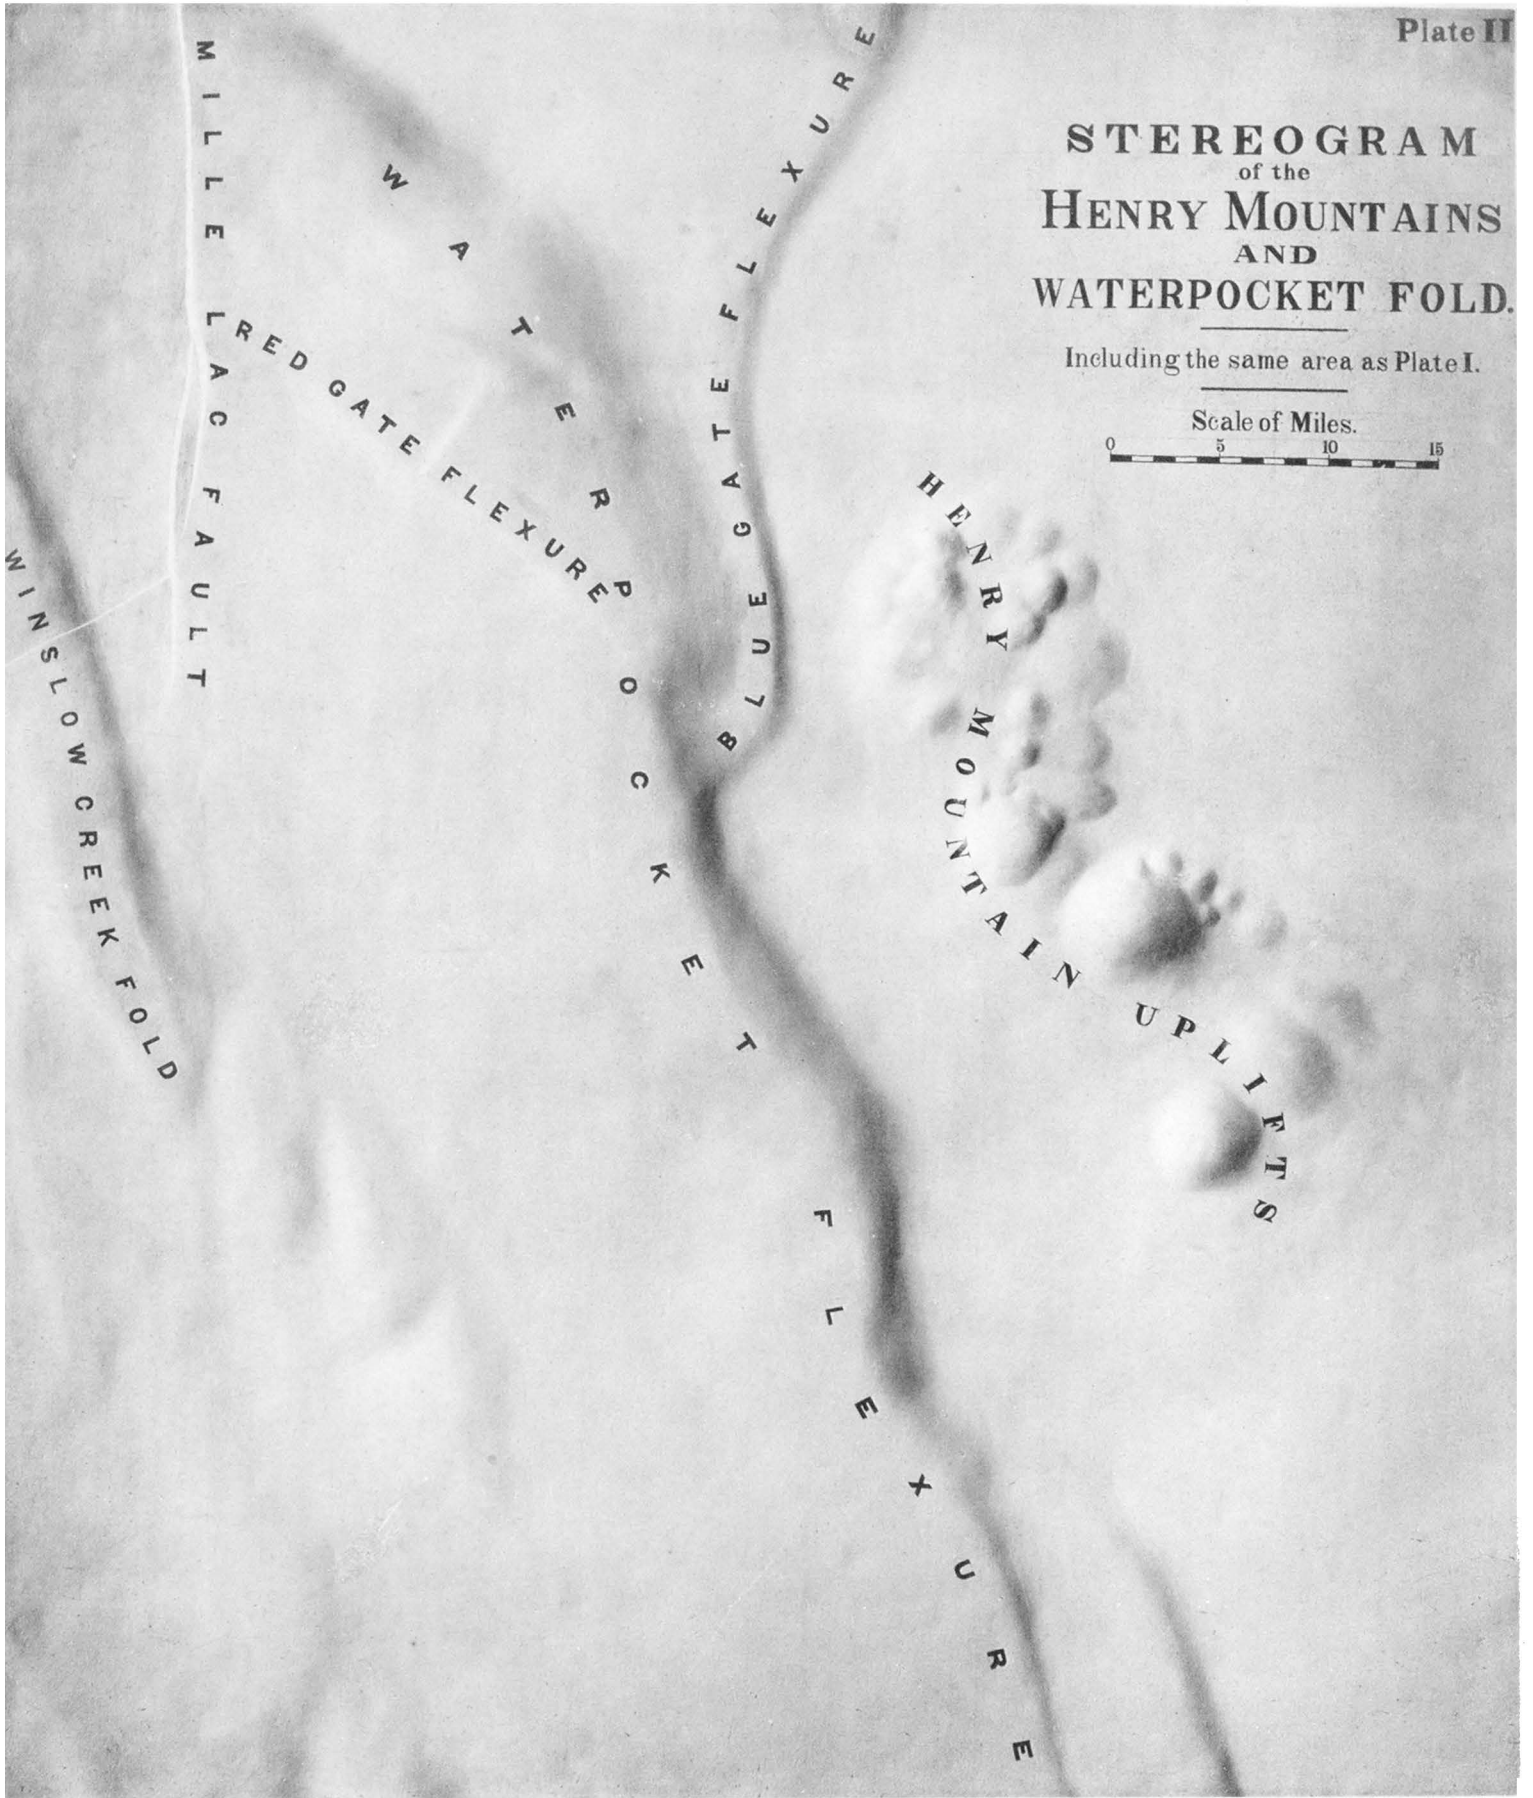 Plate II
STEREOGRAM
of the
HENRY MOUNTAINS
AND
WATERPOCKET FOLD.
Including the same area as Plate I.
Scale of Miles.
0 5 10 15
MILLE LAC FAULT
WATERPOCKET FLEXURE
BLUE GATE FLEXURE
RED GATE FLEXURE
WINSLOW CREEK FOLD
HENRY MOUNTAIN UPLIFTS